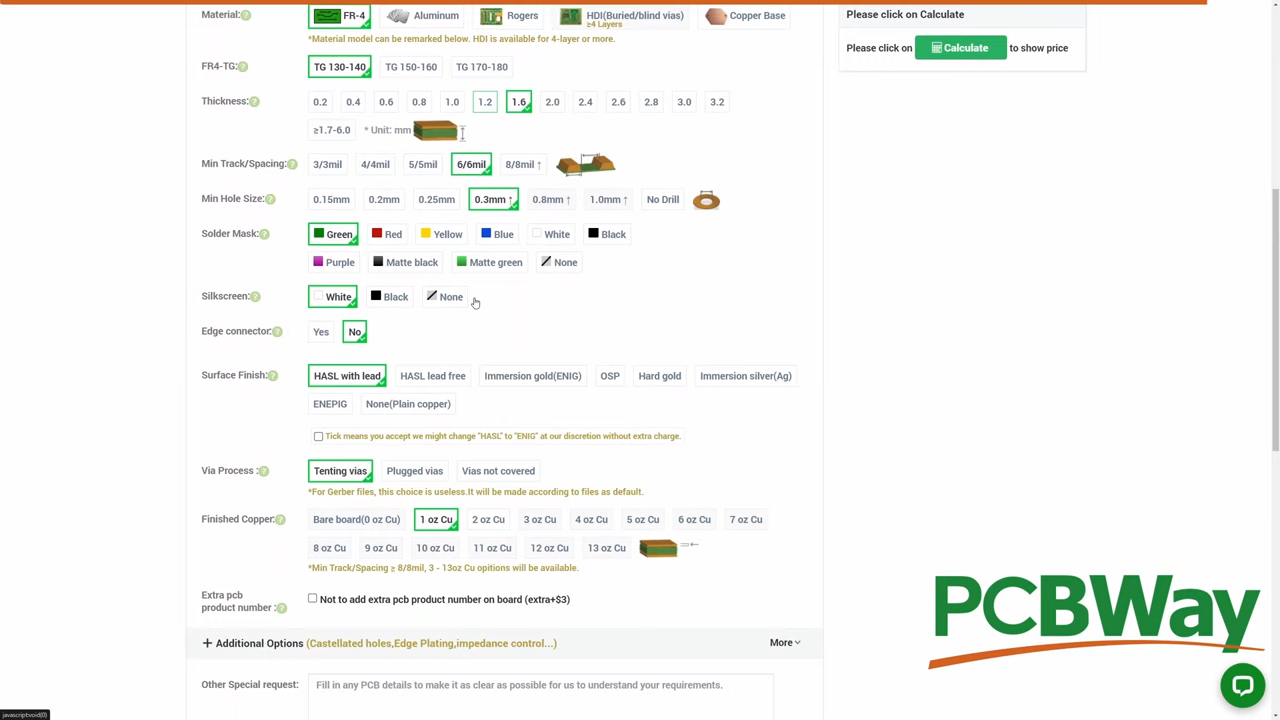 Material:?
FR-4
Aluminum
Rogers
HDI(Buried/blind vias)
≥4 Layers
Copper Base
*Material model can be remarked below. HDI is available for 4-layer or more.
FR4-TG:?
TG 130-140
TG 150-160
TG 170-180
Thickness:?
0.2
0.4
0.6
0.8
1.0
1.2
1.6
2.0
2.4
2.6
2.8
3.0
3.2
≥1.7-6.0
* Unit: mm
Min Track/Spacing:?
3/3mil
4/4mil
5/5mil
6/6mil
8/8mil ↑
Min Hole Size:?
0.15mm
0.2mm
0.25mm
0.3mm ↑
0.8mm ↑
1.0mm ↑
No Drill
Solder Mask:?
Green
Red
Yellow
Blue
White
Black
Purple
Matte black
Matte green
None
Silkscreen:?
White
Black
None
Edge connector:?
Yes
No
Surface Finish:?
HASL with lead
HASL lead free
Immersion gold(ENIG)
OSP
Hard gold
Immersion silver(Ag)
ENEPIG
None(Plain copper)
Tick means you accept we might change "HASL" to "ENIG" at our discretion without extra charge.
Via Process :?
Tenting vias
Plugged vias
Vias not covered
*For Gerber files, this choice is useless.It will be made according to files as default.
Finished Copper:?
Bare board(0 oz Cu)
1 oz Cu
2 oz Cu
3 oz Cu
4 oz Cu
5 oz Cu
6 oz Cu
7 oz Cu
8 oz Cu
9 oz Cu
10 oz Cu
11 oz Cu
12 oz Cu
13 oz Cu
*Min Track/Spacing ≥ 8/8mil, 3 - 13oz Cu opitions will be available.
Extra pcb
product number :?
Not to add extra pcb product number on board (extra+$3)
+ Additional Options (Castellated holes,Edge Plating,impedance control...)
More
Other Special request:
Fill in any PCB details to make it as clear as possible for us to understand your requirements.
Please click on Calculate
Please click on Calculate to show price
PCBWay
javascript:void(0)